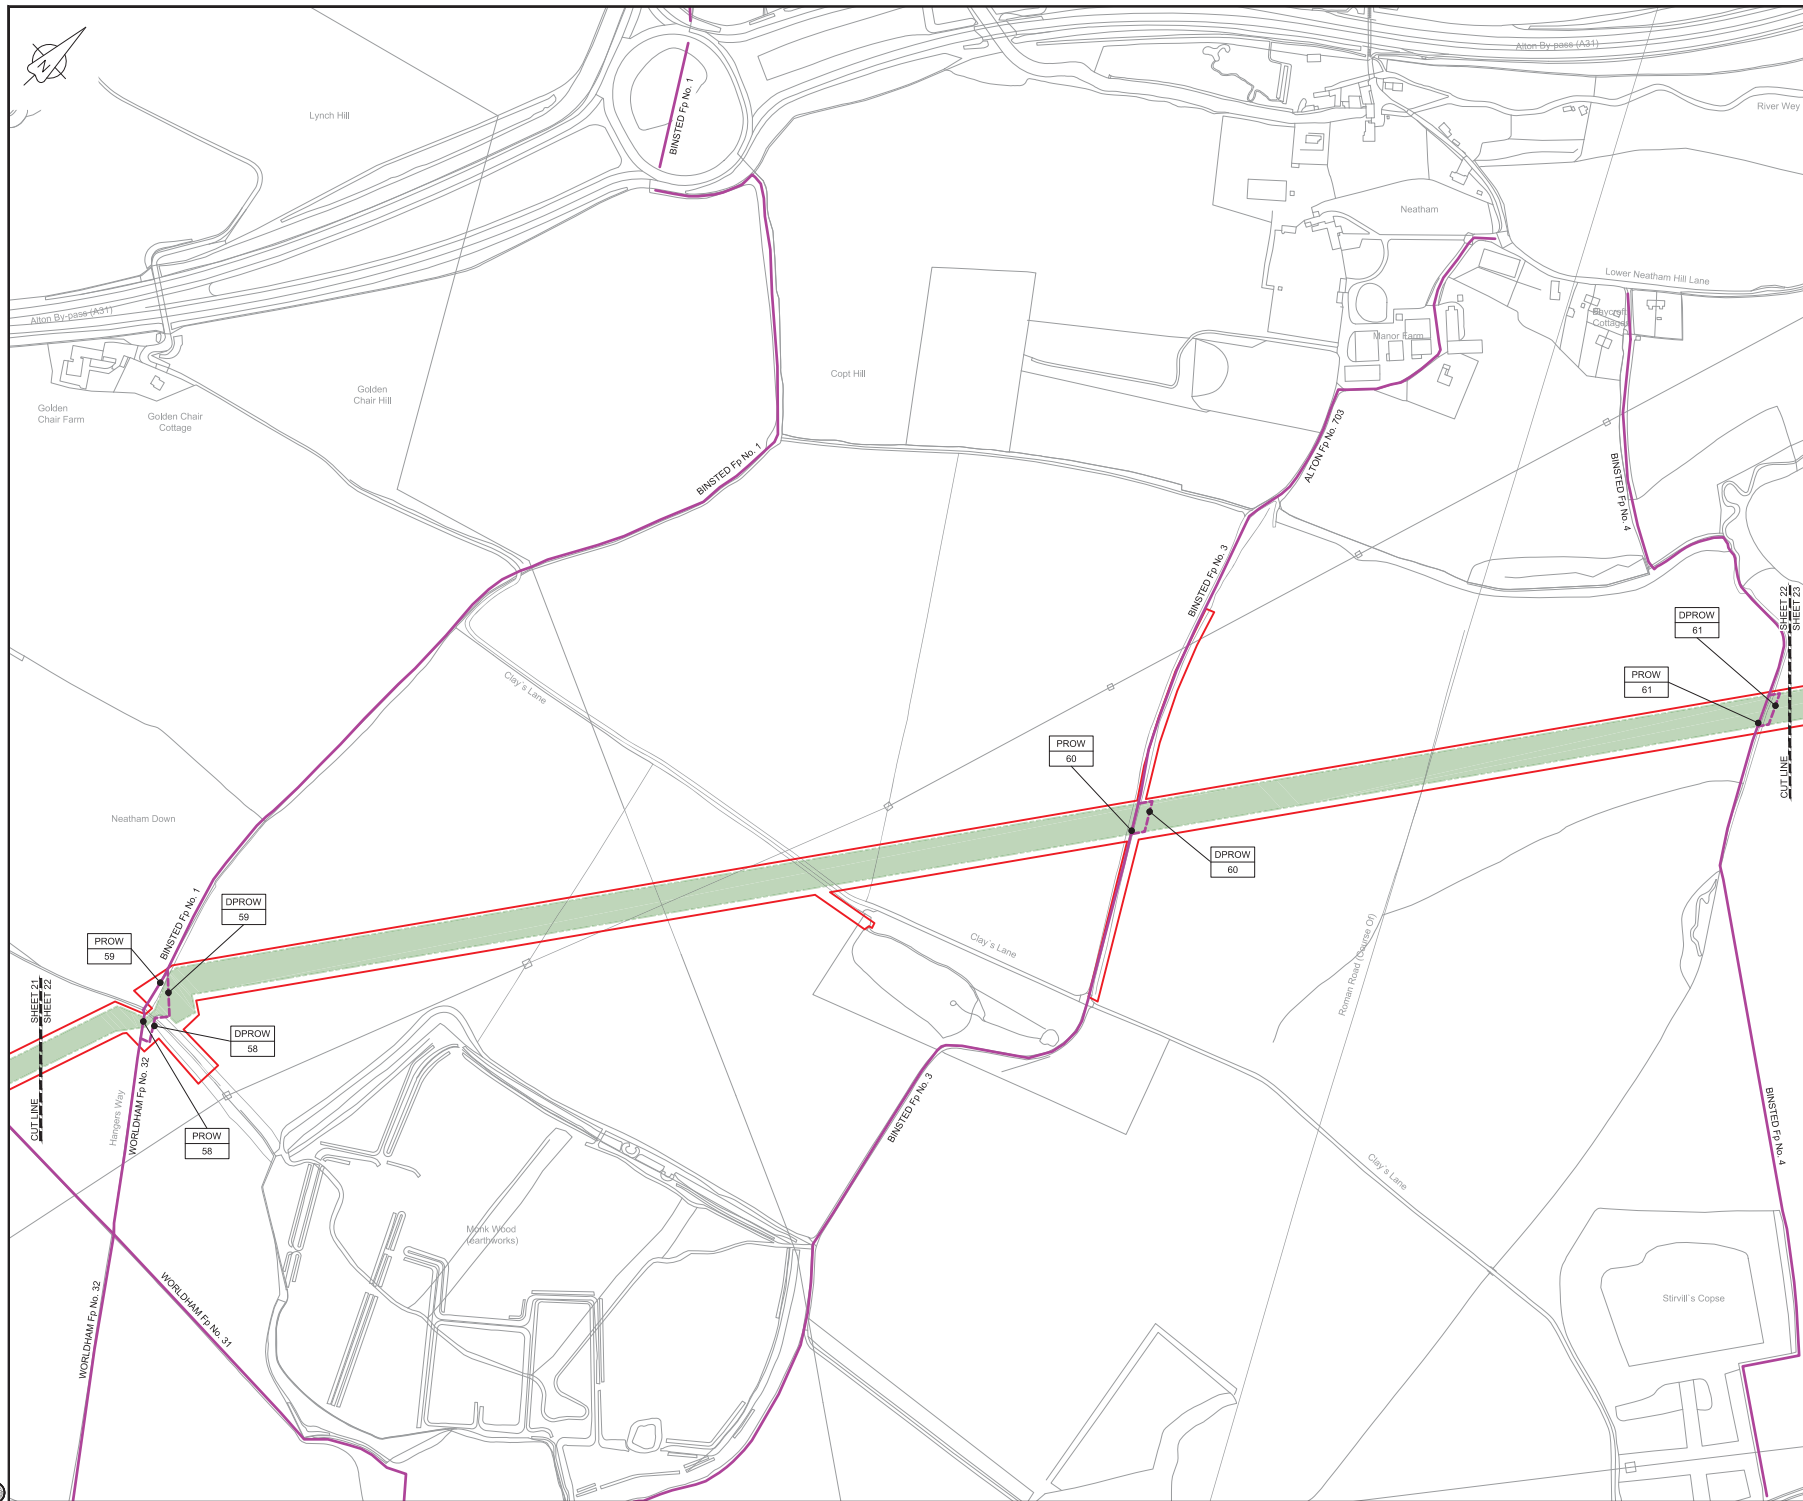 N
Lynch Hill
BINSTED Fp No. 1
Alton By-pass (A31)
River Wey
Neatham
Lower Neatham Hill Lane
Alton By-pass (A31)
Manor Farm
Cottages
Golden
Chair Farm
Golden Chair
Cottage
Golden
Chair Hill
Copt Hill
BINSTED Fp No. 1
ALTON Fp No. 703
BINSTED Fp No. 4
BINSTED Fp No. 3
Clay's Lane
DPROW
61
PROW
61
SHEET 22
SHEET 23
CUT LINE
PROW
60
DPROW
60
Neatham Down
BINSTED Fp No. 1
DPROW
59
PROW
59
Clay's Lane
Roman Road (Course Of)
SHEET 21
SHEET 22
CUT LINE
DPROW
58
PROW
58
Hangers Way
WORLDHAM Fp No. 32
BINSTED Fp No. 3
BINSTED Fp No. 4
Clay's Lane
Monk Wood
(earthworks)
WORLDHAM Fp No. 32
WORLDHAM Fp No. 31
Stirvill's Copse